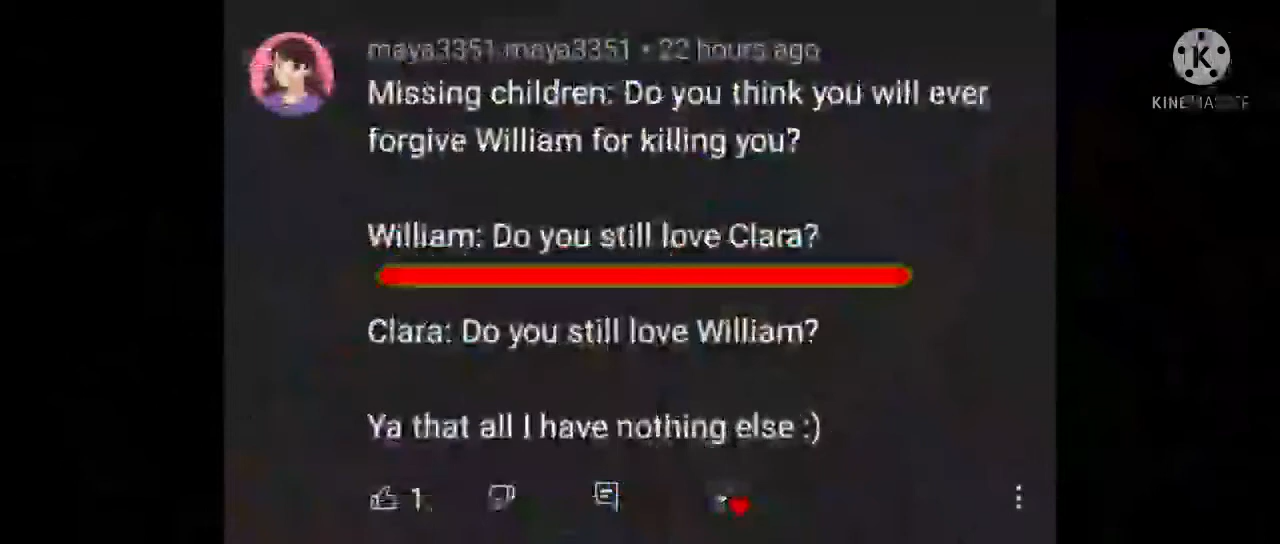 maya3351 maya3351 • 22 hours ago
Missing children: Do you think you will ever
forgive William for killing you?
William: Do you still love Clara?
Clara: Do you still love William?
Ya that all I have nothing else :)
1
K
KINEMASTER